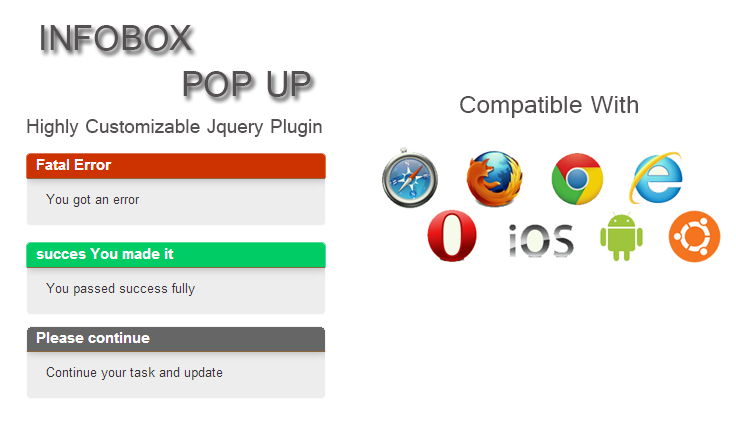 INFOBOX
POP UP
Highly Customizable Jquery Plugin
Fatal Error
You got an error
succes You made it
You passed success fully
Please continue
Continue your task and update
Compatible With
iOS